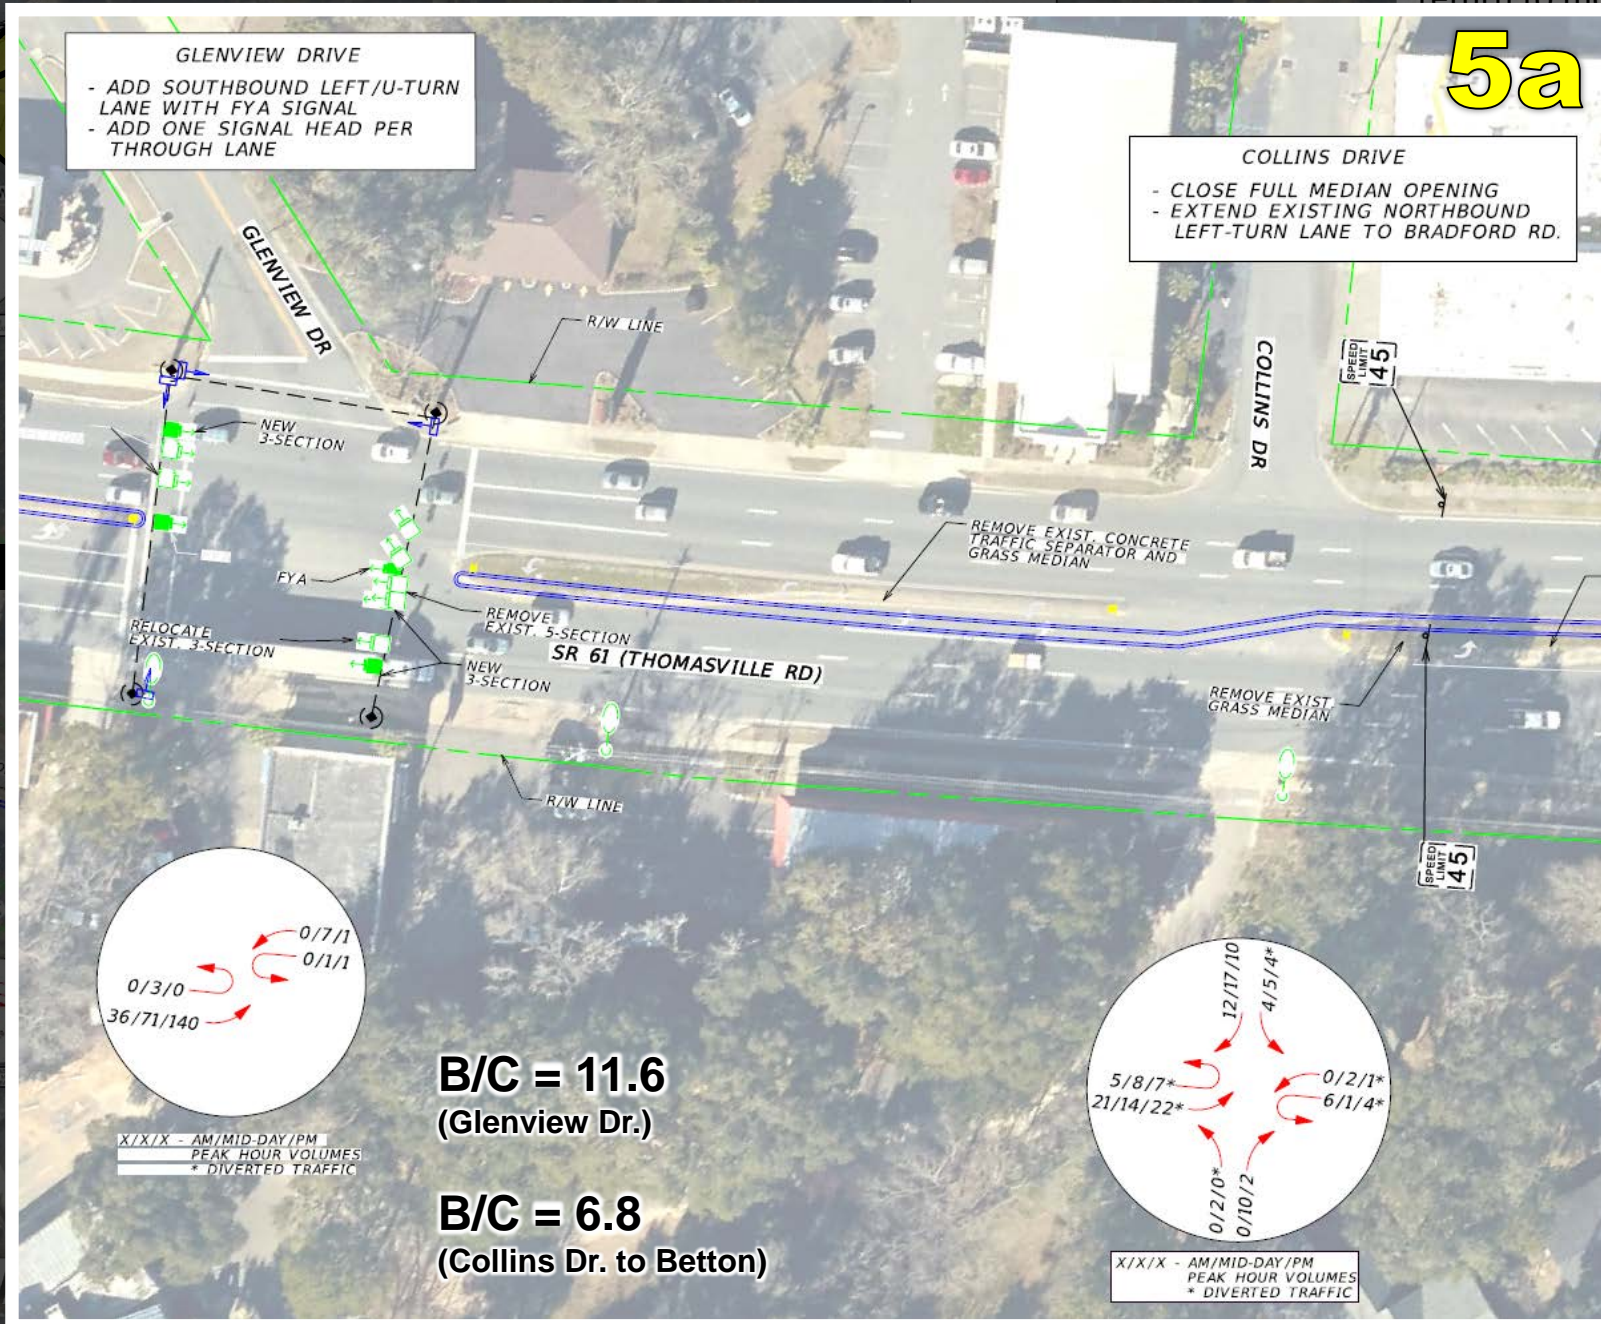 5a
GLENVIEW DRIVE
- ADD SOUTHBOUND LEFT/U-TURN
LANE WITH FYA SIGNAL
- ADD ONE SIGNAL HEAD PER
THROUGH LANE
COLLINS DRIVE
- CLOSE FULL MEDIAN OPENING
- EXTEND EXISTING NORTHBOUND
LEFT-TURN LANE TO BRADFORD RD.
GLENVIEW DR
R/W LINE
COLLINS DR
SPEED
LIMIT
45
NEW
3-SECTION
REMOVE EXIST. CONCRETE
TRAFFIC SEPARATOR AND
GRASS MEDIAN
FYA
RELOCATE
EXIST. 3-SECTION
REMOVE
EXIST. 5-SECTION
NEW
3-SECTION
SR 61 (THOMASVILLE RD)
REMOVE EXIST.
GRASS MEDIAN
R/W LINE
SPEED
LIMIT
45
0/7/1
0/1/1
0/3/0
36/71/140
X/X/X - AM/MID-DAY/PM
PEAK HOUR VOLUMES
* DIVERTED TRAFFIC
B/C = 11.6
(Glenview Dr.)
B/C = 6.8
(Collins Dr. to Betton)
12/17/10
4/5/4*
5/8/7*
21/14/22*
0/2/1*
6/1/4*
0/2/0*
0/10/2
X/X/X - AM/MID-DAY/PM
PEAK HOUR VOLUMES
* DIVERTED TRAFFIC